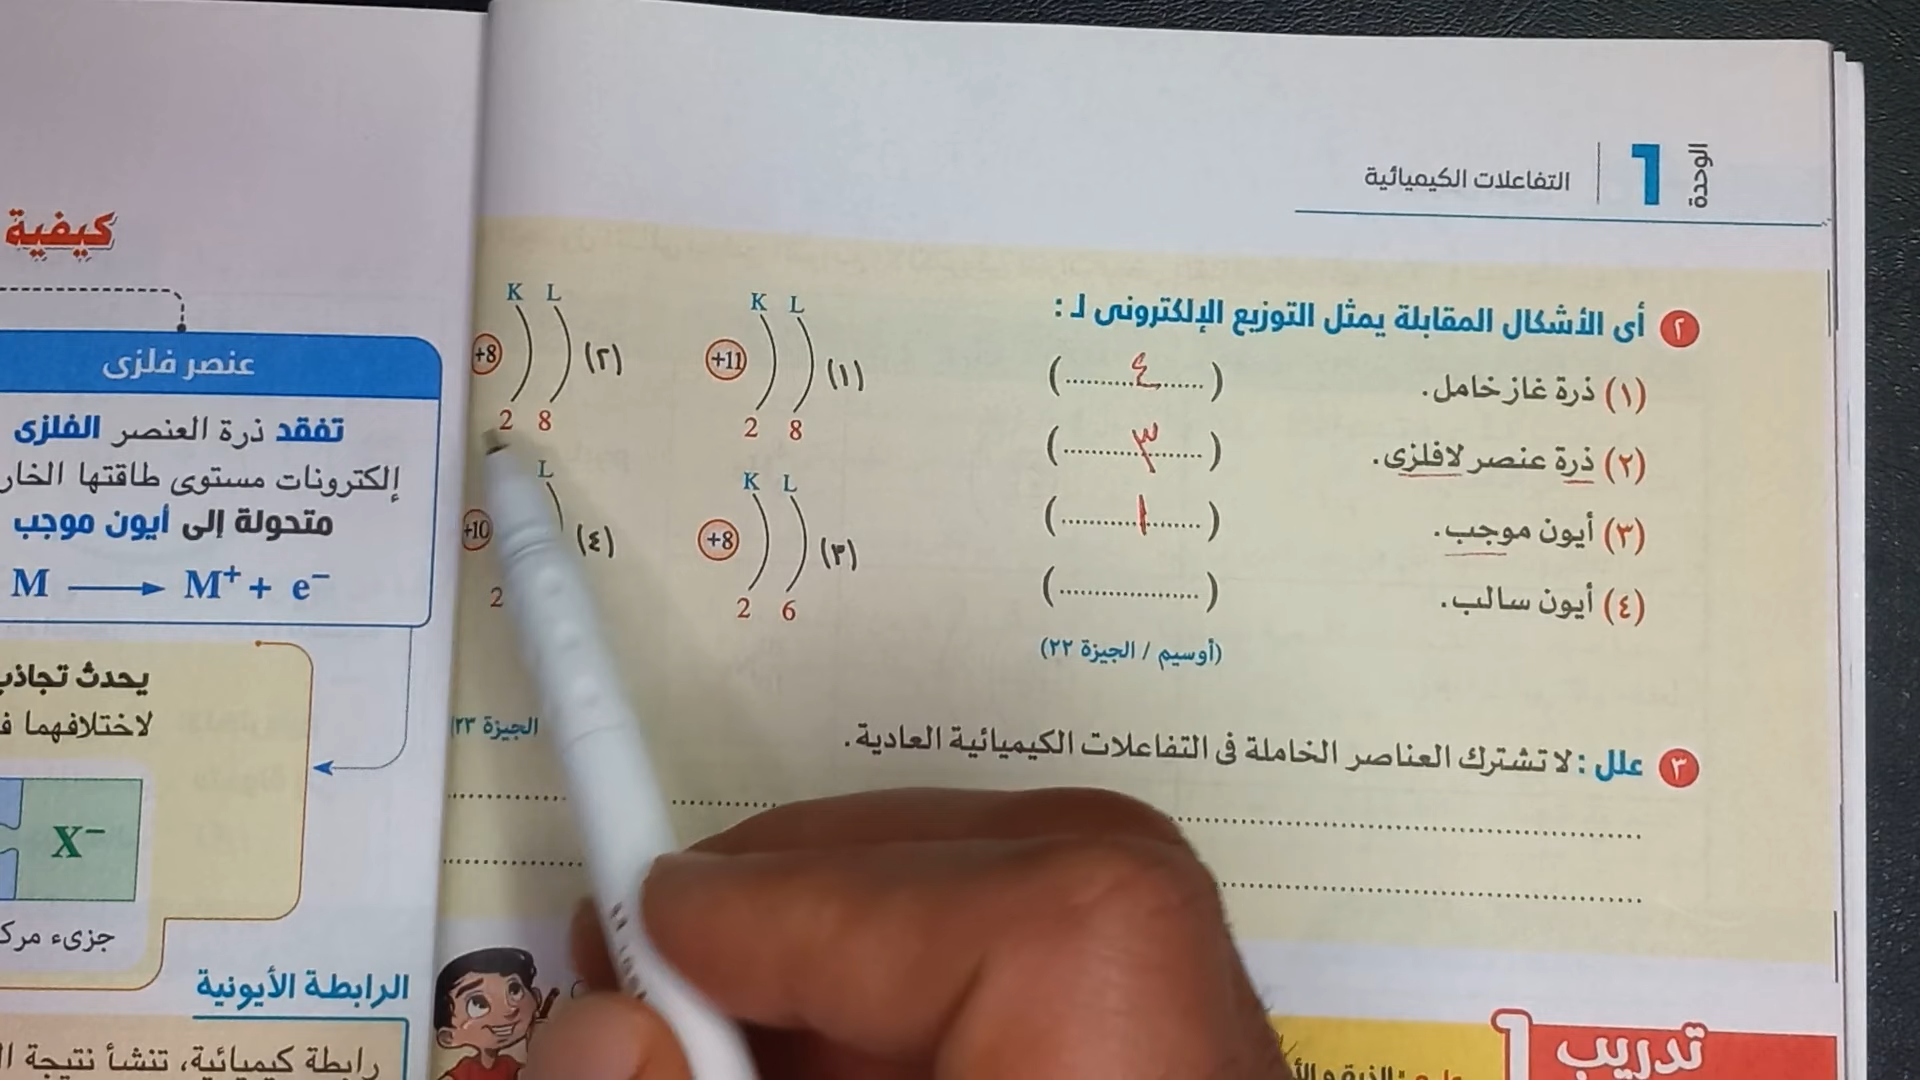 الوحدة 1 التفاعلات الكيميائية
٢ أى الأشكال المقابلة يمثل التوزيع الإلكترونى لـ :
(١) ذرة غاز خامل. (........٤........)
(٢) ذرة عنصر لافلزى. (........٣........)
(٣) أيون موجب. (........١........)
(٤) أيون سالب. (................)
(أوسيم / الجيزة ٢٢)
K L
+11 (١)
2 8
K L
+8 (٢)
2 8
K L
+8 (٣)
2 6
L
+10 (٤)
2
٣ علل : لا تشترك العناصر الخاملة فى التفاعلات الكيميائية العادية.
الجيزة ٢٣)
تدريب 1
كيفية
عنصر فلزى
تفقد ذرة العنصر الفلزى
إلكترونات مستوى طاقتها
متحولة إلى أيون موجب
M ⟶ M⁺ + e⁻
يحدث تجاذب
لاختلافهما
X⁻
جزىء
الرابطة الأيونية
رابطة كيميائية، تنشأ نتيجة